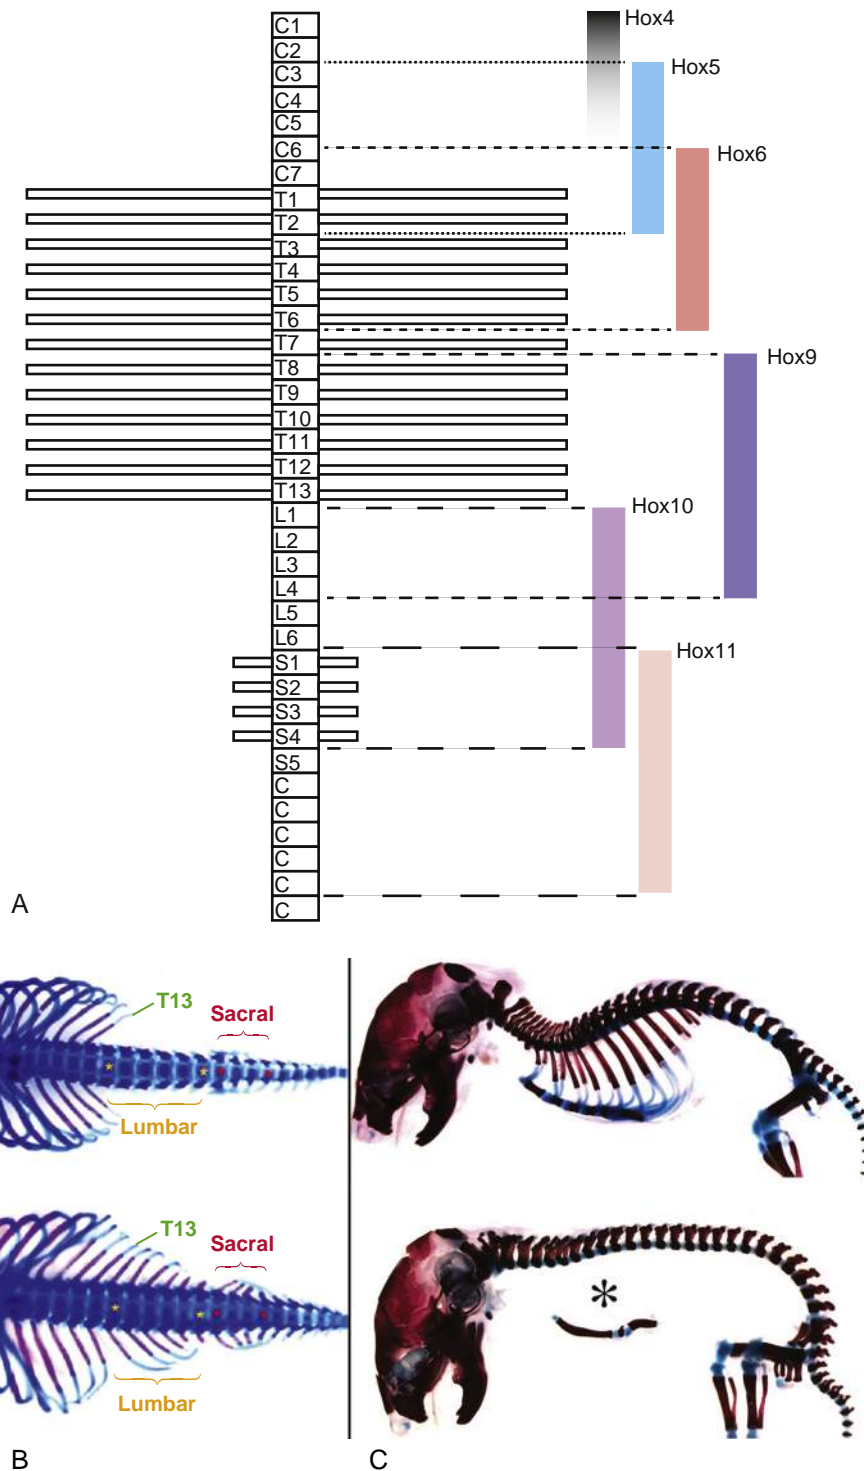 Hox4
C1
C2
Hox5
C3
C4
C5
C6
Hox6
C7
T1
T2
T3
T4
T5
T6
T7
Hox9
T8
T9
T10
T11
T12
T13
Hox10
L1
L2
L3
L4
L5
L6
Hox11
S1
S2
S3
S4
S5
C
C
C
C
C
C
A
T13
Sacral
* *
Lumbar
T13
Sacral
*
* *
Lumbar
B C